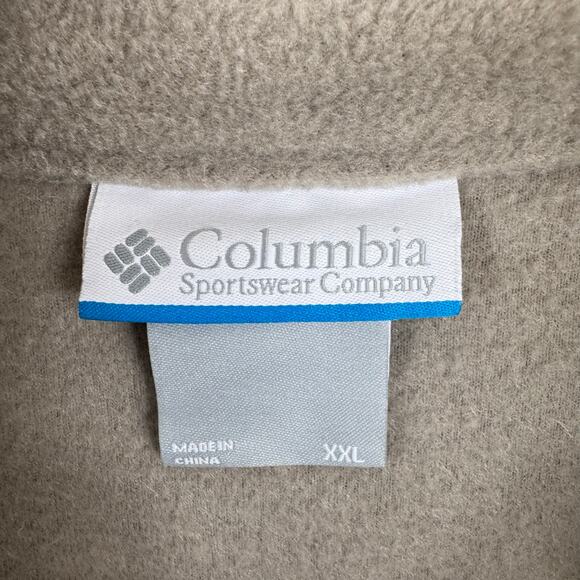 Columbia
Sportswear Company
MADE IN
CHINA
XXL